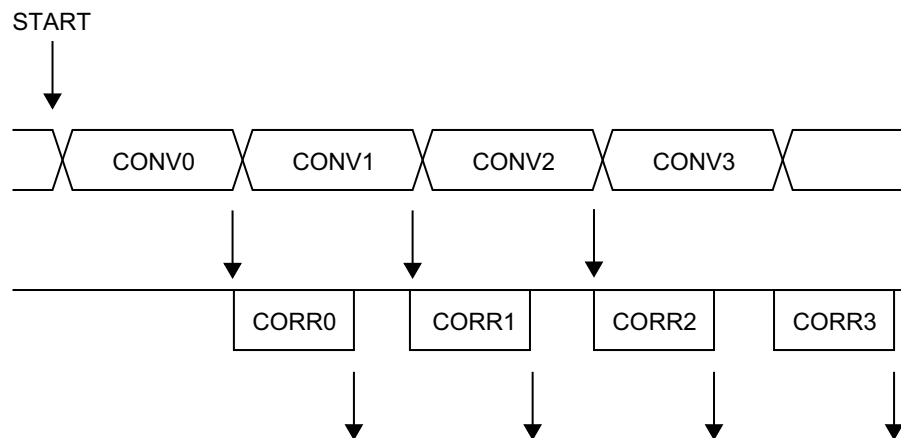 START
CONV0 CONV1 CONV2 CONV3
CORR0 CORR1 CORR2 CORR3